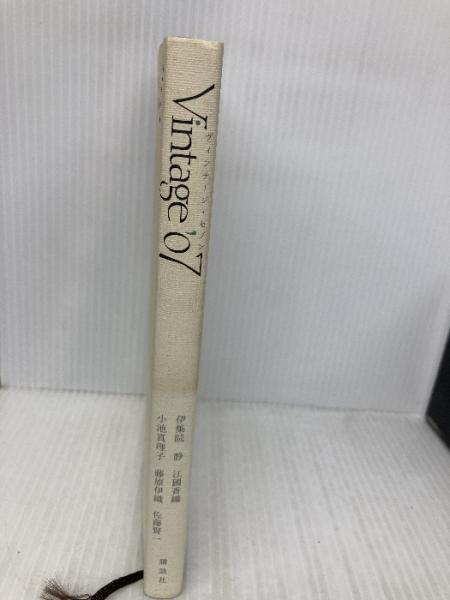 Vintage '07
ヴィンテージ・セブン
伊集院 静 江國香織
小池真理子 藤原伊織 佐藤賢一
講談社